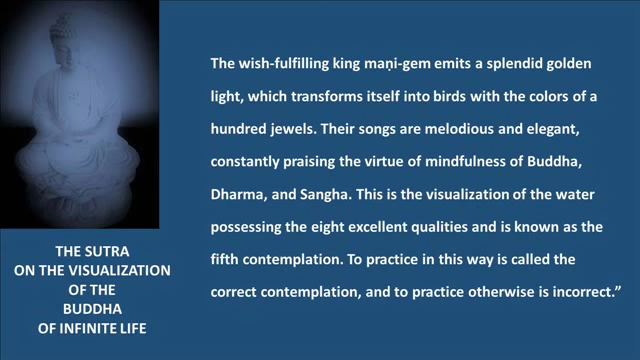 The wish-fulfilling king maṇi-gem emits a splendid golden
light, which transforms itself into birds with the colors of a
hundred jewels. Their songs are melodious and elegant,
constantly praising the virtue of mindfulness of Buddha,
Dharma, and Sangha. This is the visualization of the water
possessing the eight excellent qualities and is known as the
fifth contemplation. To practice in this way is called the
correct contemplation, and to practice otherwise is incorrect.”
THE SUTRA
ON THE VISUALIZATION
OF THE
BUDDHA
OF INFINITE LIFE